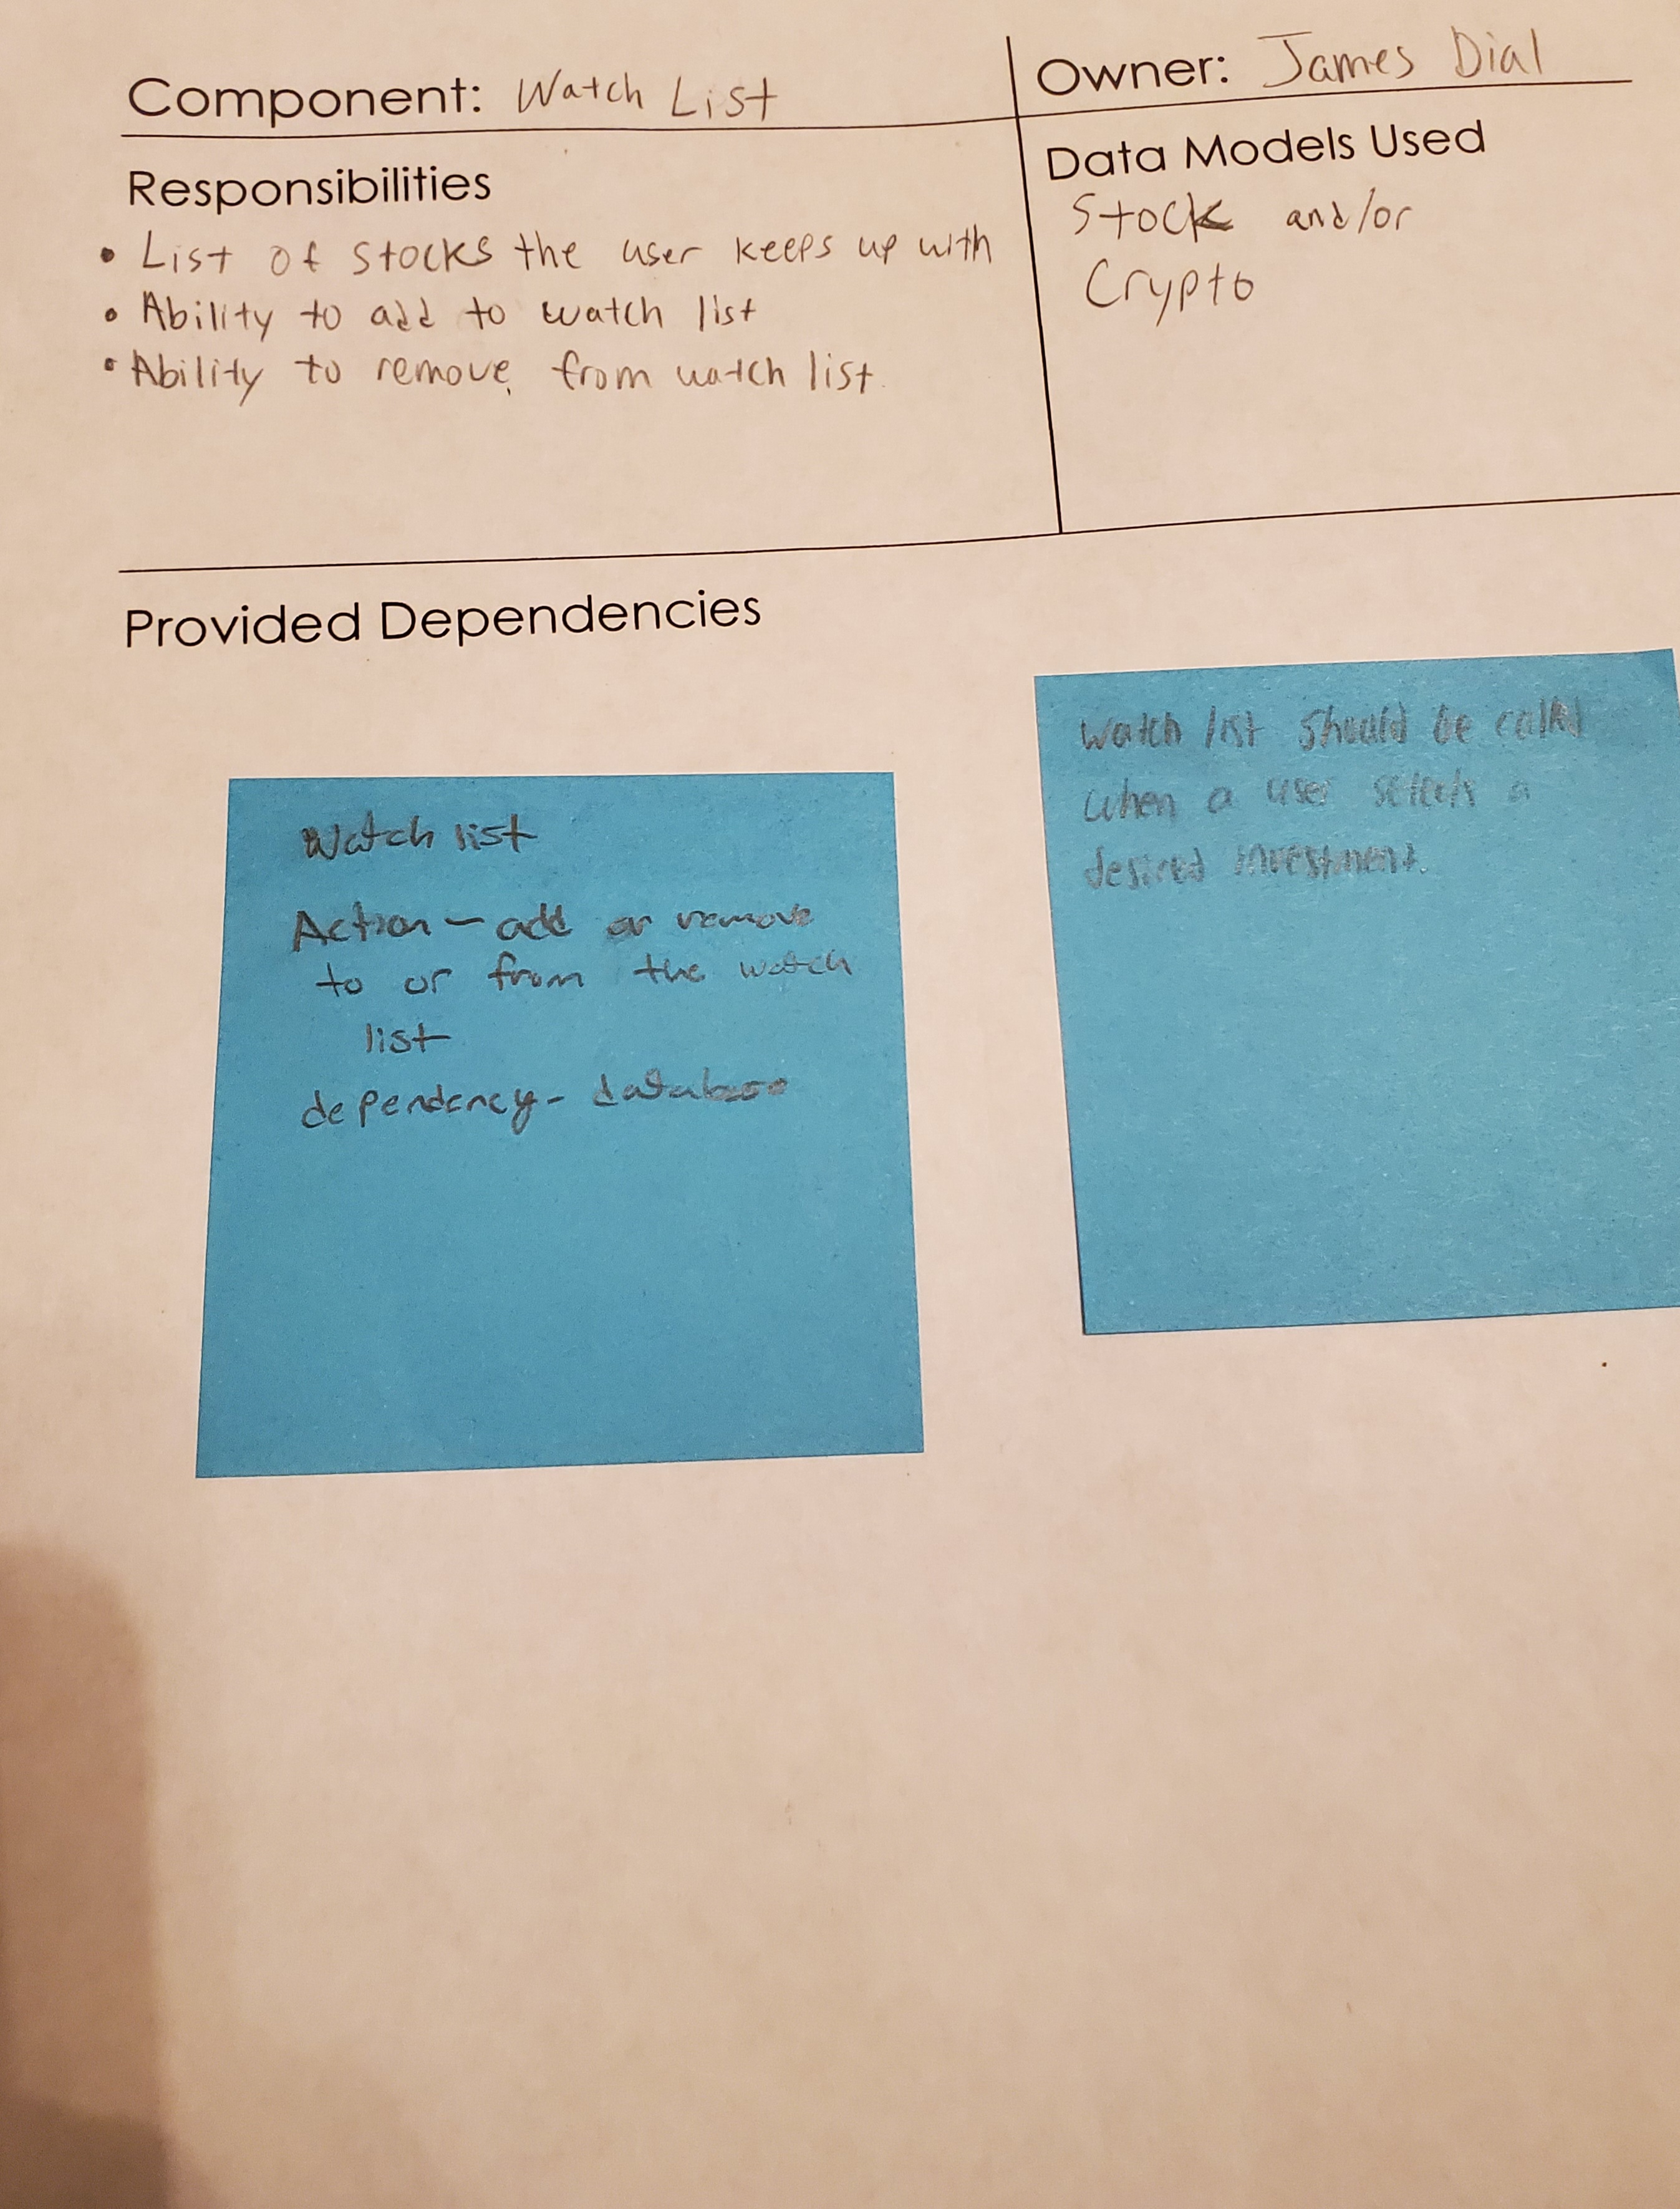 Component: Watch List
Owner: James Dial
Responsibilities
• List of stocks the user keeps up with
• Ability to add to watch list
• Ability to remove from watch list
Data Models Used
Stock and/or
Crypto
Provided Dependencies
Watch list
Action - add or remove
to or from the watch
list
dependency - database
Watch list should be called
when a user selects a
desired investment.